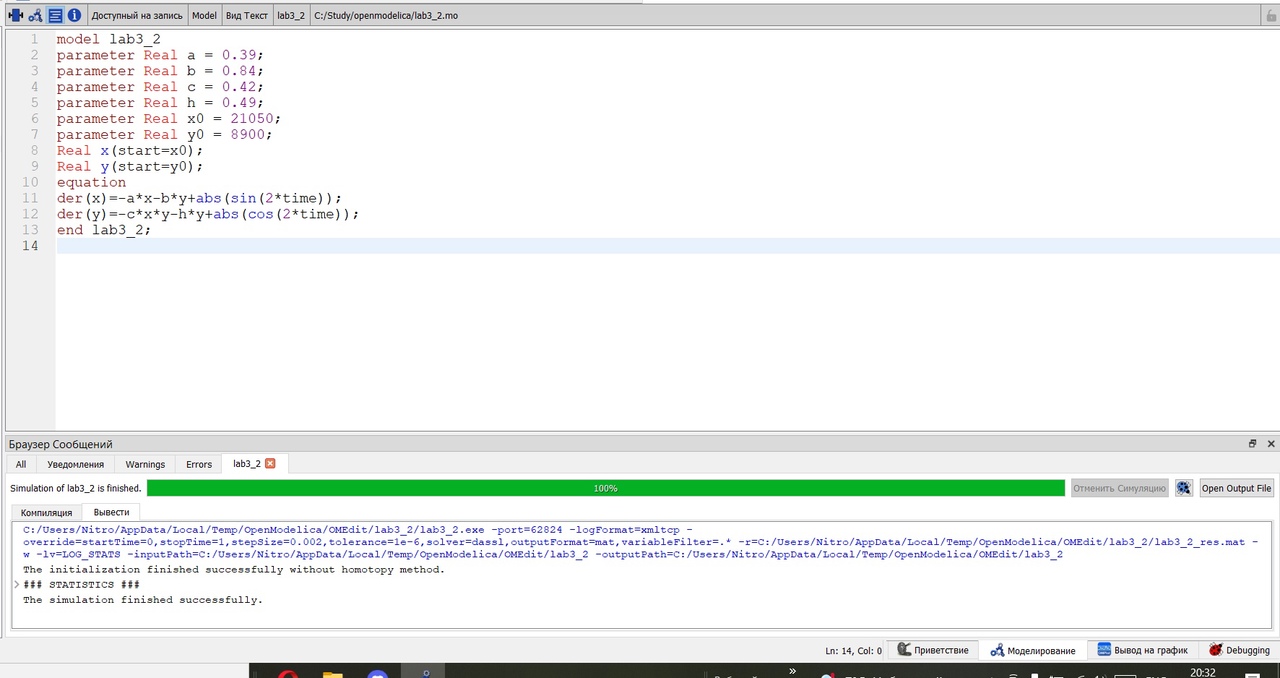 Доступный на запись Model Вид Текст lab3_2 C:/Study/openmodelica/lab3_2.mo
1 model lab3_2
2 parameter Real a = 0.39;
3 parameter Real b = 0.84;
4 parameter Real c = 0.42;
5 parameter Real h = 0.49;
6 parameter Real x0 = 21050;
7 parameter Real y0 = 8900;
8 Real x(start=x0);
9 Real y(start=y0);
10 equation
11 der(x)=-a*x-b*y+abs(sin(2*time));
12 der(y)=-c*x*y-h*y+abs(cos(2*time));
13 end lab3_2;
14
Браузер Сообщений
All Уведомления Warnings Errors lab3_2
Simulation of lab3_2 is finished. 100% Отменить Симуляцию Open Output File
Компиляция Вывести
C:/Users/Nitro/AppData/Local/Temp/OpenModelica/OMEdit/lab3_2/lab3_2.exe -port=62824 -logFormat=xmltcp -
override=startTime=0,stopTime=1,stepSize=0.002,tolerance=1e-6,solver=dassl,outputFormat=mat,variableFilter=.* -r=C:/Users/Nitro/AppData/Local/Temp/OpenModelica/OMEdit/lab3_2/lab3_2_res.mat -
w -lv=LOG_STATS -inputPath=C:/Users/Nitro/AppData/Local/Temp/OpenModelica/OMEdit/lab3_2 -outputPath=C:/Users/Nitro/AppData/Local/Temp/OpenModelica/OMEdit/lab3_2
The initialization finished successfully without homotopy method.
> ### STATISTICS ###
The simulation finished successfully.
Ln: 14, Col: 0 Приветствие Моделирование Вывод на график Debugging
» 20:32